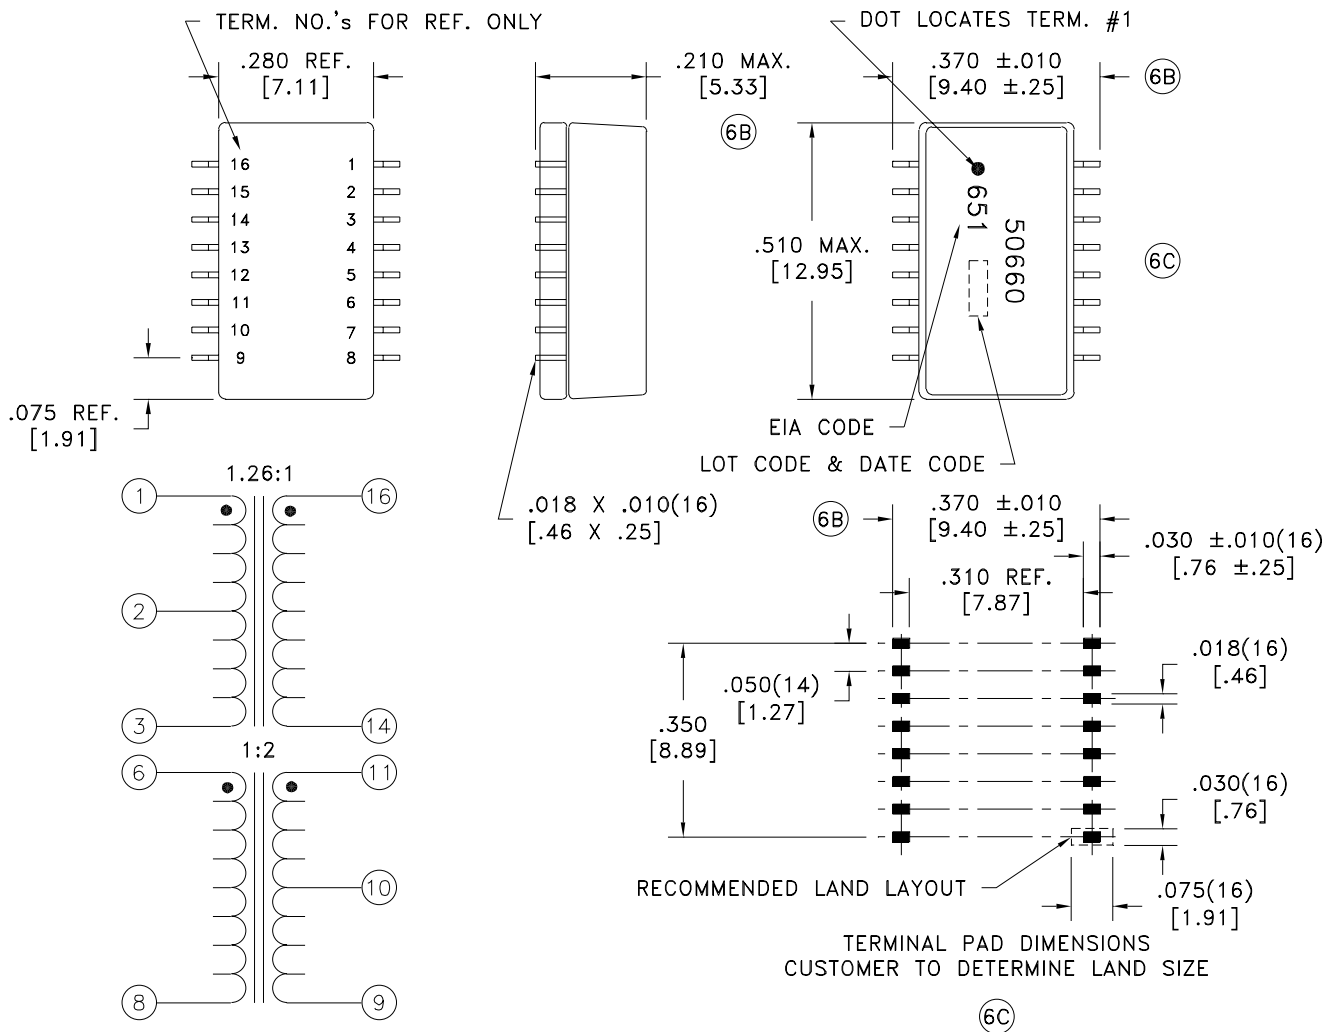 TERM. NO.'s FOR REF. ONLY
DOT LOCATES TERM. #1
.280 REF.
[7.11]
.210 MAX.
[5.33]
6B
.370 ±.010
[9.40 ±.25]
6B
16
15
14
13
12
11
10
9
1
2
3
4
5
6
7
8
.075 REF.
[1.91]
.510 MAX.
[12.95]
651
50660
6C
EIA CODE
LOT CODE & DATE CODE
.018 X .010(16)
[.46 X .25]
1.26:1
1
16
2
3
14
1:2
6
11
10
8
9
6B
.370 ±.010
[9.40 ±.25]
.030 ±.010(16)
[.76 ±.25]
.310 REF.
[7.87]
.050(14)
[1.27]
.350
[8.89]
.018(16)
[.46]
.030(16)
[.76]
RECOMMENDED LAND LAYOUT
.075(16)
[1.91]
TERMINAL PAD DIMENSIONS
CUSTOMER TO DETERMINE LAND SIZE
6C